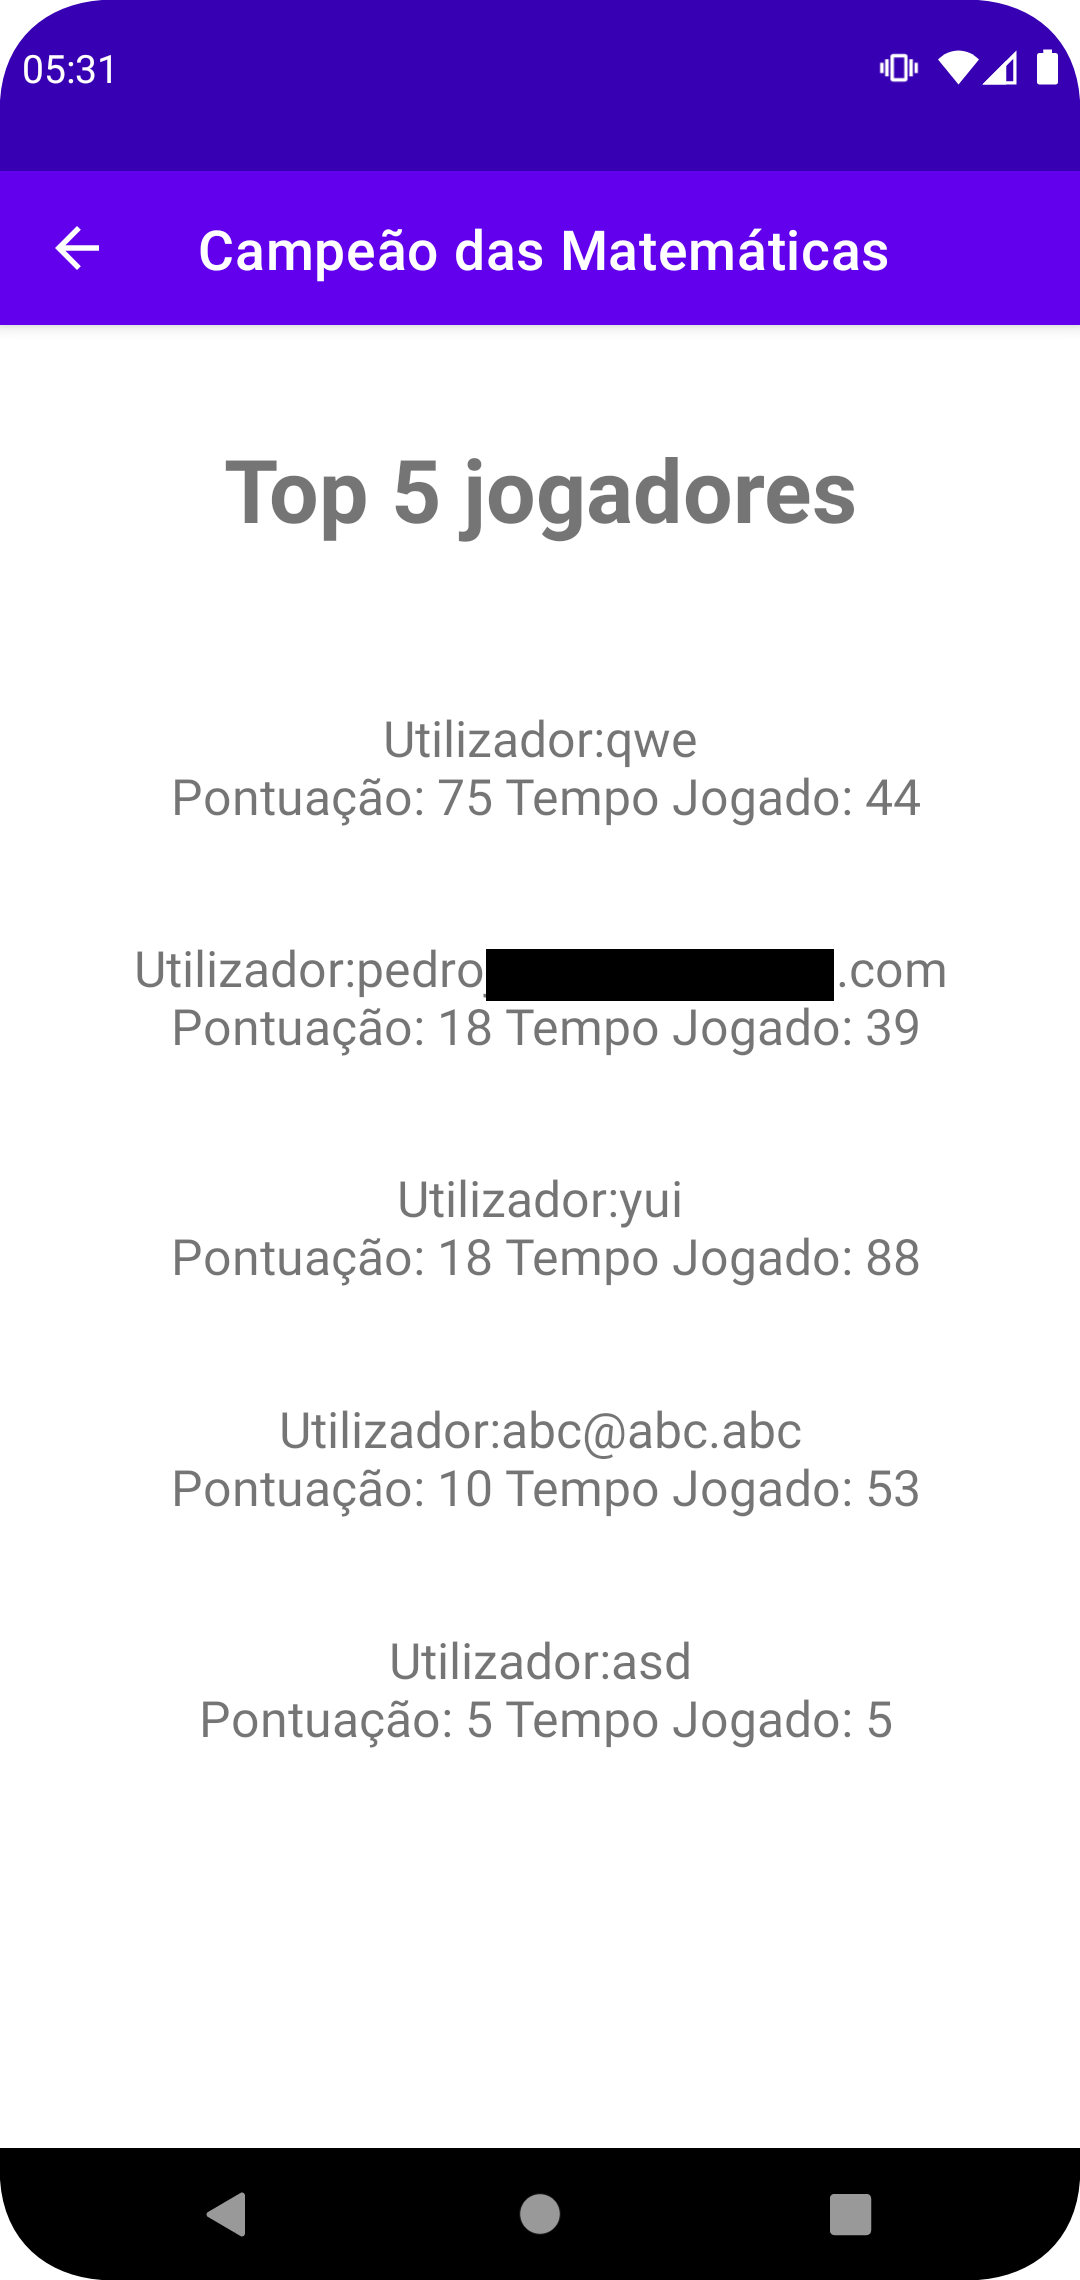 05:31
Campeão das Matemáticas
Top 5 jogadores
Utilizador:qwe
Pontuação: 75 Tempo Jogado: 44
Utilizador:pedro .com
Pontuação: 18 Tempo Jogado: 39
Utilizador:yui
Pontuação: 18 Tempo Jogado: 88
Utilizador:abc@abc.abc
Pontuação: 10 Tempo Jogado: 53
Utilizador:asd
Pontuação: 5 Tempo Jogado: 5